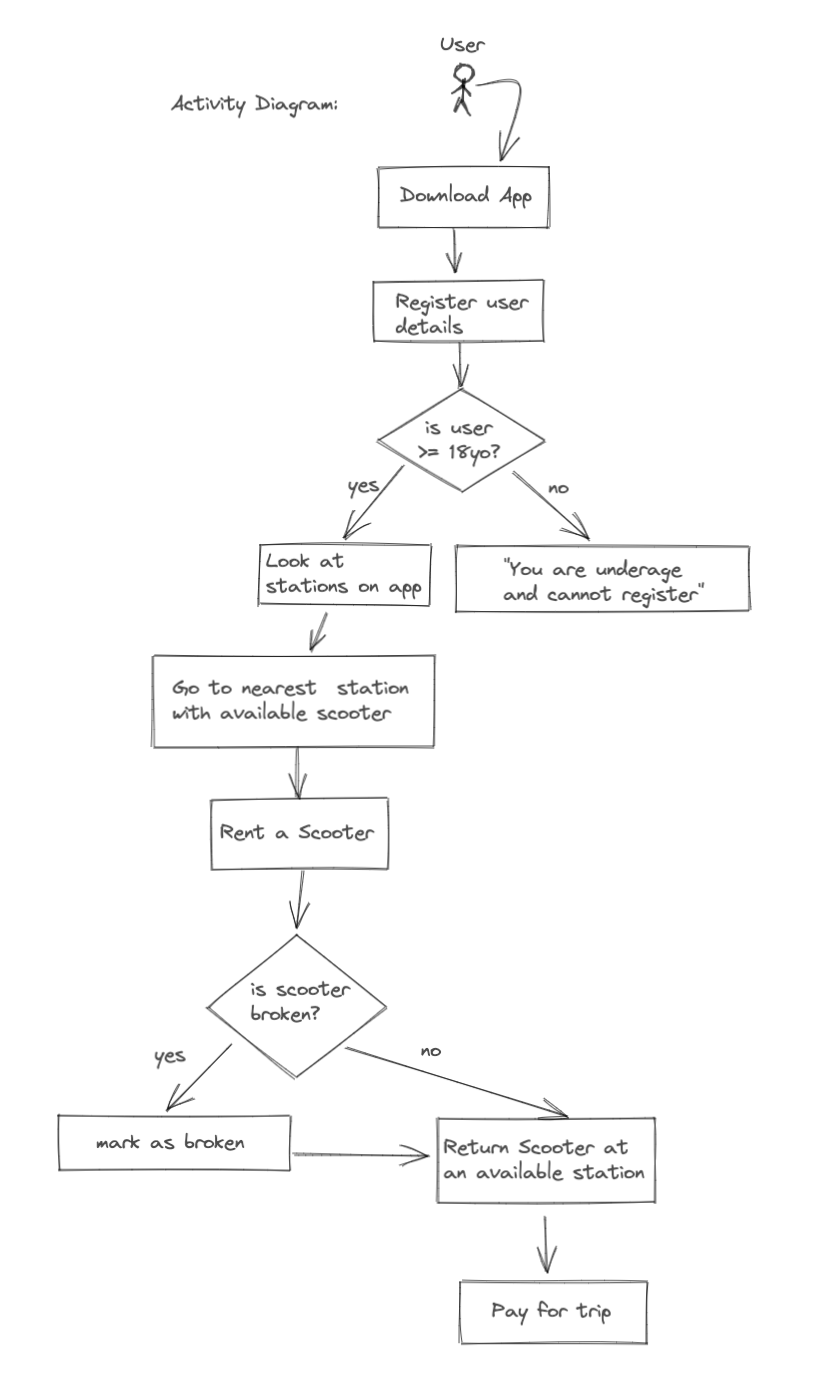 User
Activity Diagram:
Download App
Register user
details
is user
>= 18yo?
yes
no
Look at
stations on app
"You are underage
and cannot register"
Go to nearest station
with available scooter
Rent a Scooter
is scooter
broken?
yes
no
mark as broken
Return Scooter at
an available station
Pay for trip